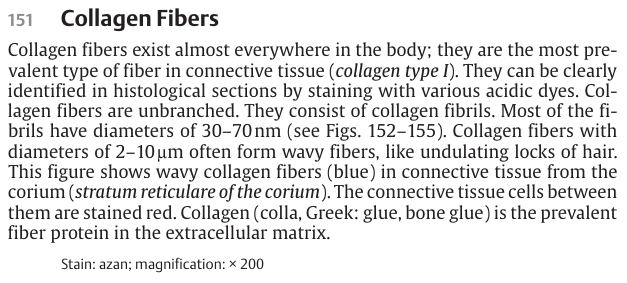 151 Collagen Fibers
Collagen fibers exist almost everywhere in the body; they are the most pre-
valent type of fiber in connective tissue (collagen type I). They can be clearly
identified in histological sections by staining with various acidic dyes. Col-
lagen fibers are unbranched. They consist of collagen fibrils. Most of the fi-
brils have diameters of 30–70 nm (see Figs. 152–155). Collagen fibers with
diameters of 2–10 µm often form wavy fibers, like undulating locks of hair.
This figure shows wavy collagen fibers (blue) in connective tissue from the
corium (stratum reticulare of the corium). The connective tissue cells between
them are stained red. Collagen (colla, Greek: glue, bone glue) is the prevalent
fiber protein in the extracellular matrix.
Stain: azan; magnification: × 200